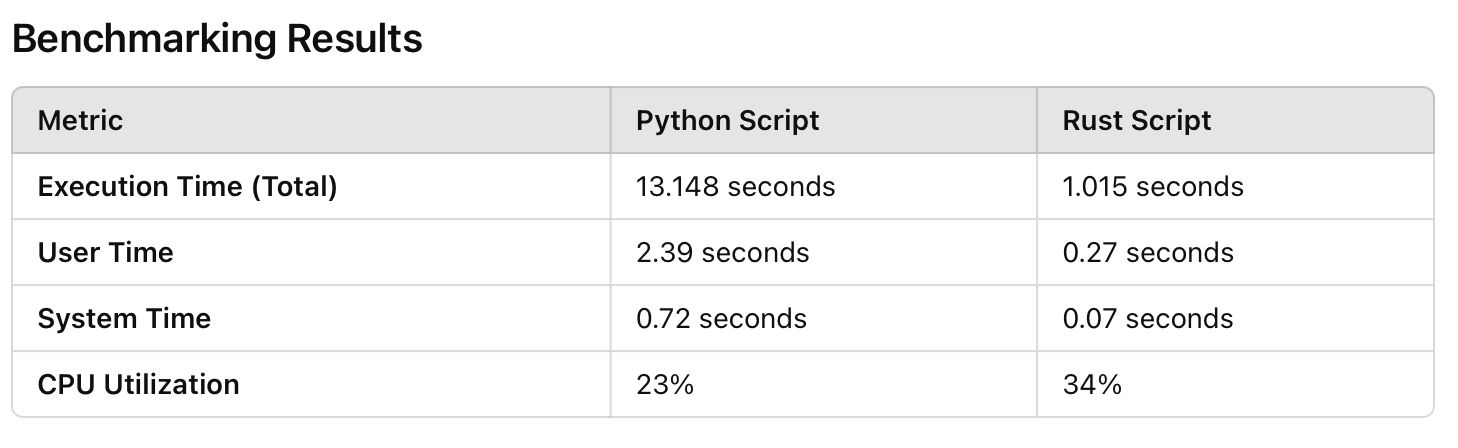 Benchmarking Results
Metric Python Script Rust Script
Execution Time (Total) 13.148 seconds 1.015 seconds
User Time 2.39 seconds 0.27 seconds
System Time 0.72 seconds 0.07 seconds
CPU Utilization 23% 34%